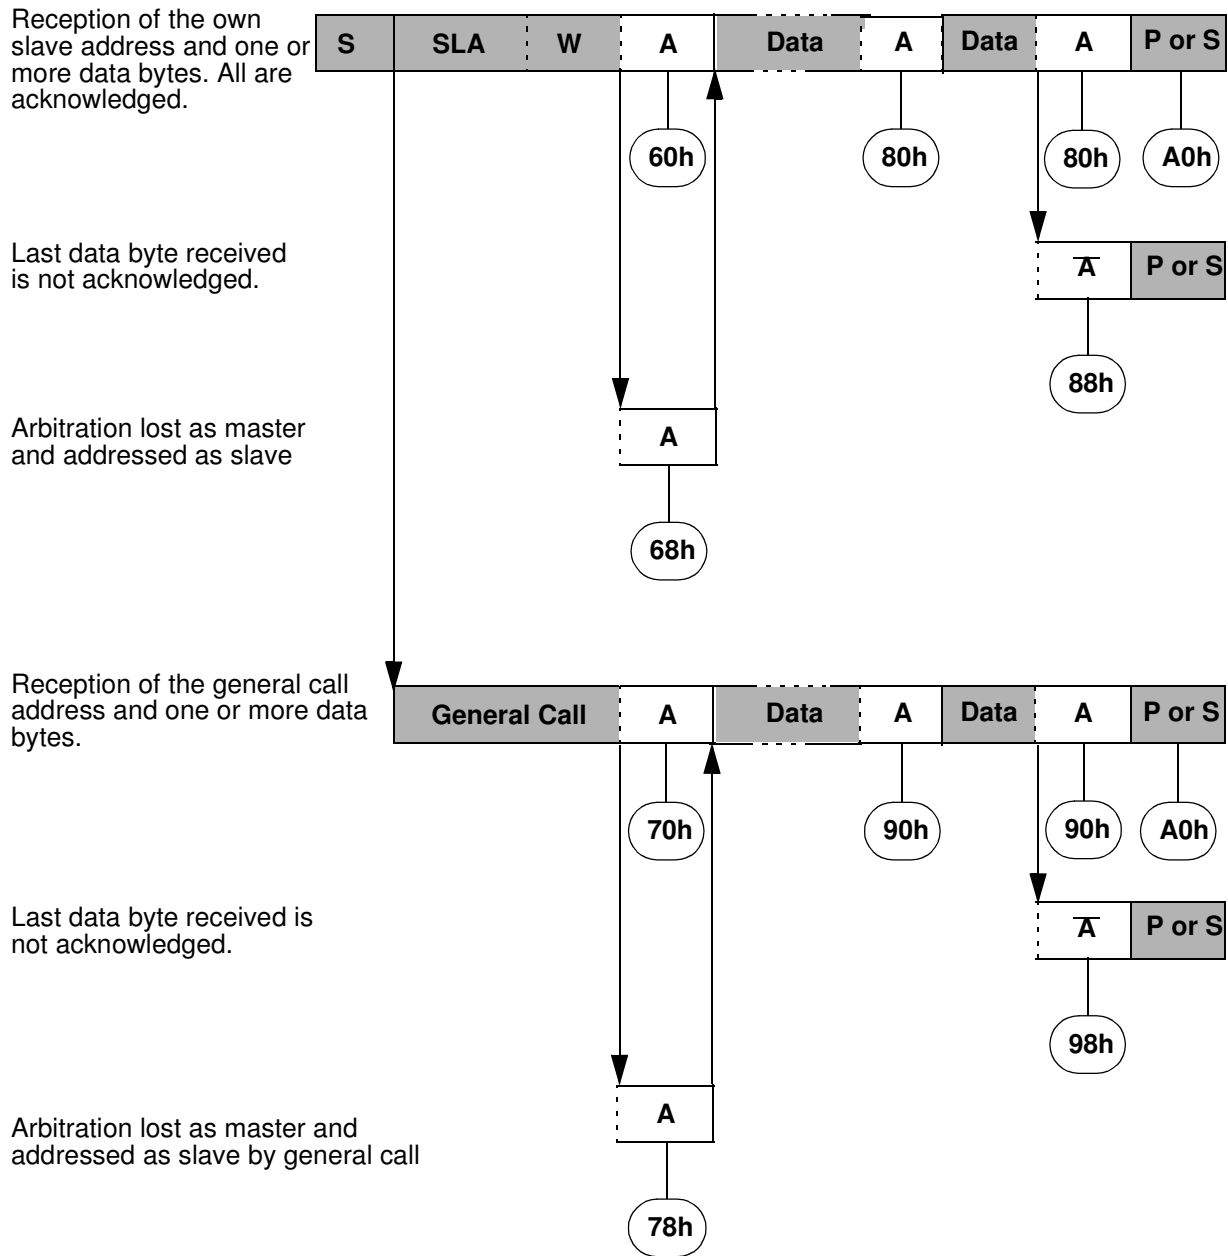 Reception of the own
slave address and one or
more data bytes. All are
acknowledged.
S SLA W A Data A Data A P or S
60h 80h 80h A0h
Last data byte received
is not acknowledged.
A̅ P or S
88h
Arbitration lost as master
and addressed as slave
A
68h
Reception of the general call
address and one or more data
bytes.
General Call A Data A Data A P or S
70h 90h 90h A0h
Last data byte received is
not acknowledged.
A̅ P or S
98h
Arbitration lost as master and
addressed as slave by general call
A
78h